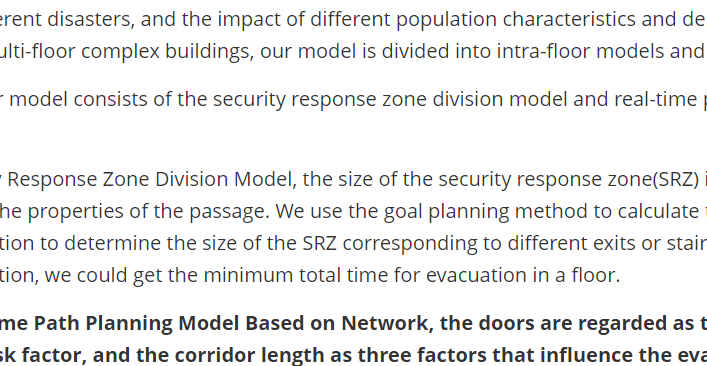 erent disasters, and the impact of different population characteristics and de
ulti-floor complex buildings, our model is divided into intra-floor models and
r model consists of the security response zone division model and real-time p
y Response Zone Division Model, the size of the security response zone(SRZ) i
he properties of the passage. We use the goal planning method to calculate t
tion to determine the size of the SRZ corresponding to different exits or stair
tion, we could get the minimum total time for evacuation in a floor.
me Path Planning Model Based on Network, the doors are regarded as t
sk factor, and the corridor length as three factors that influence the eva